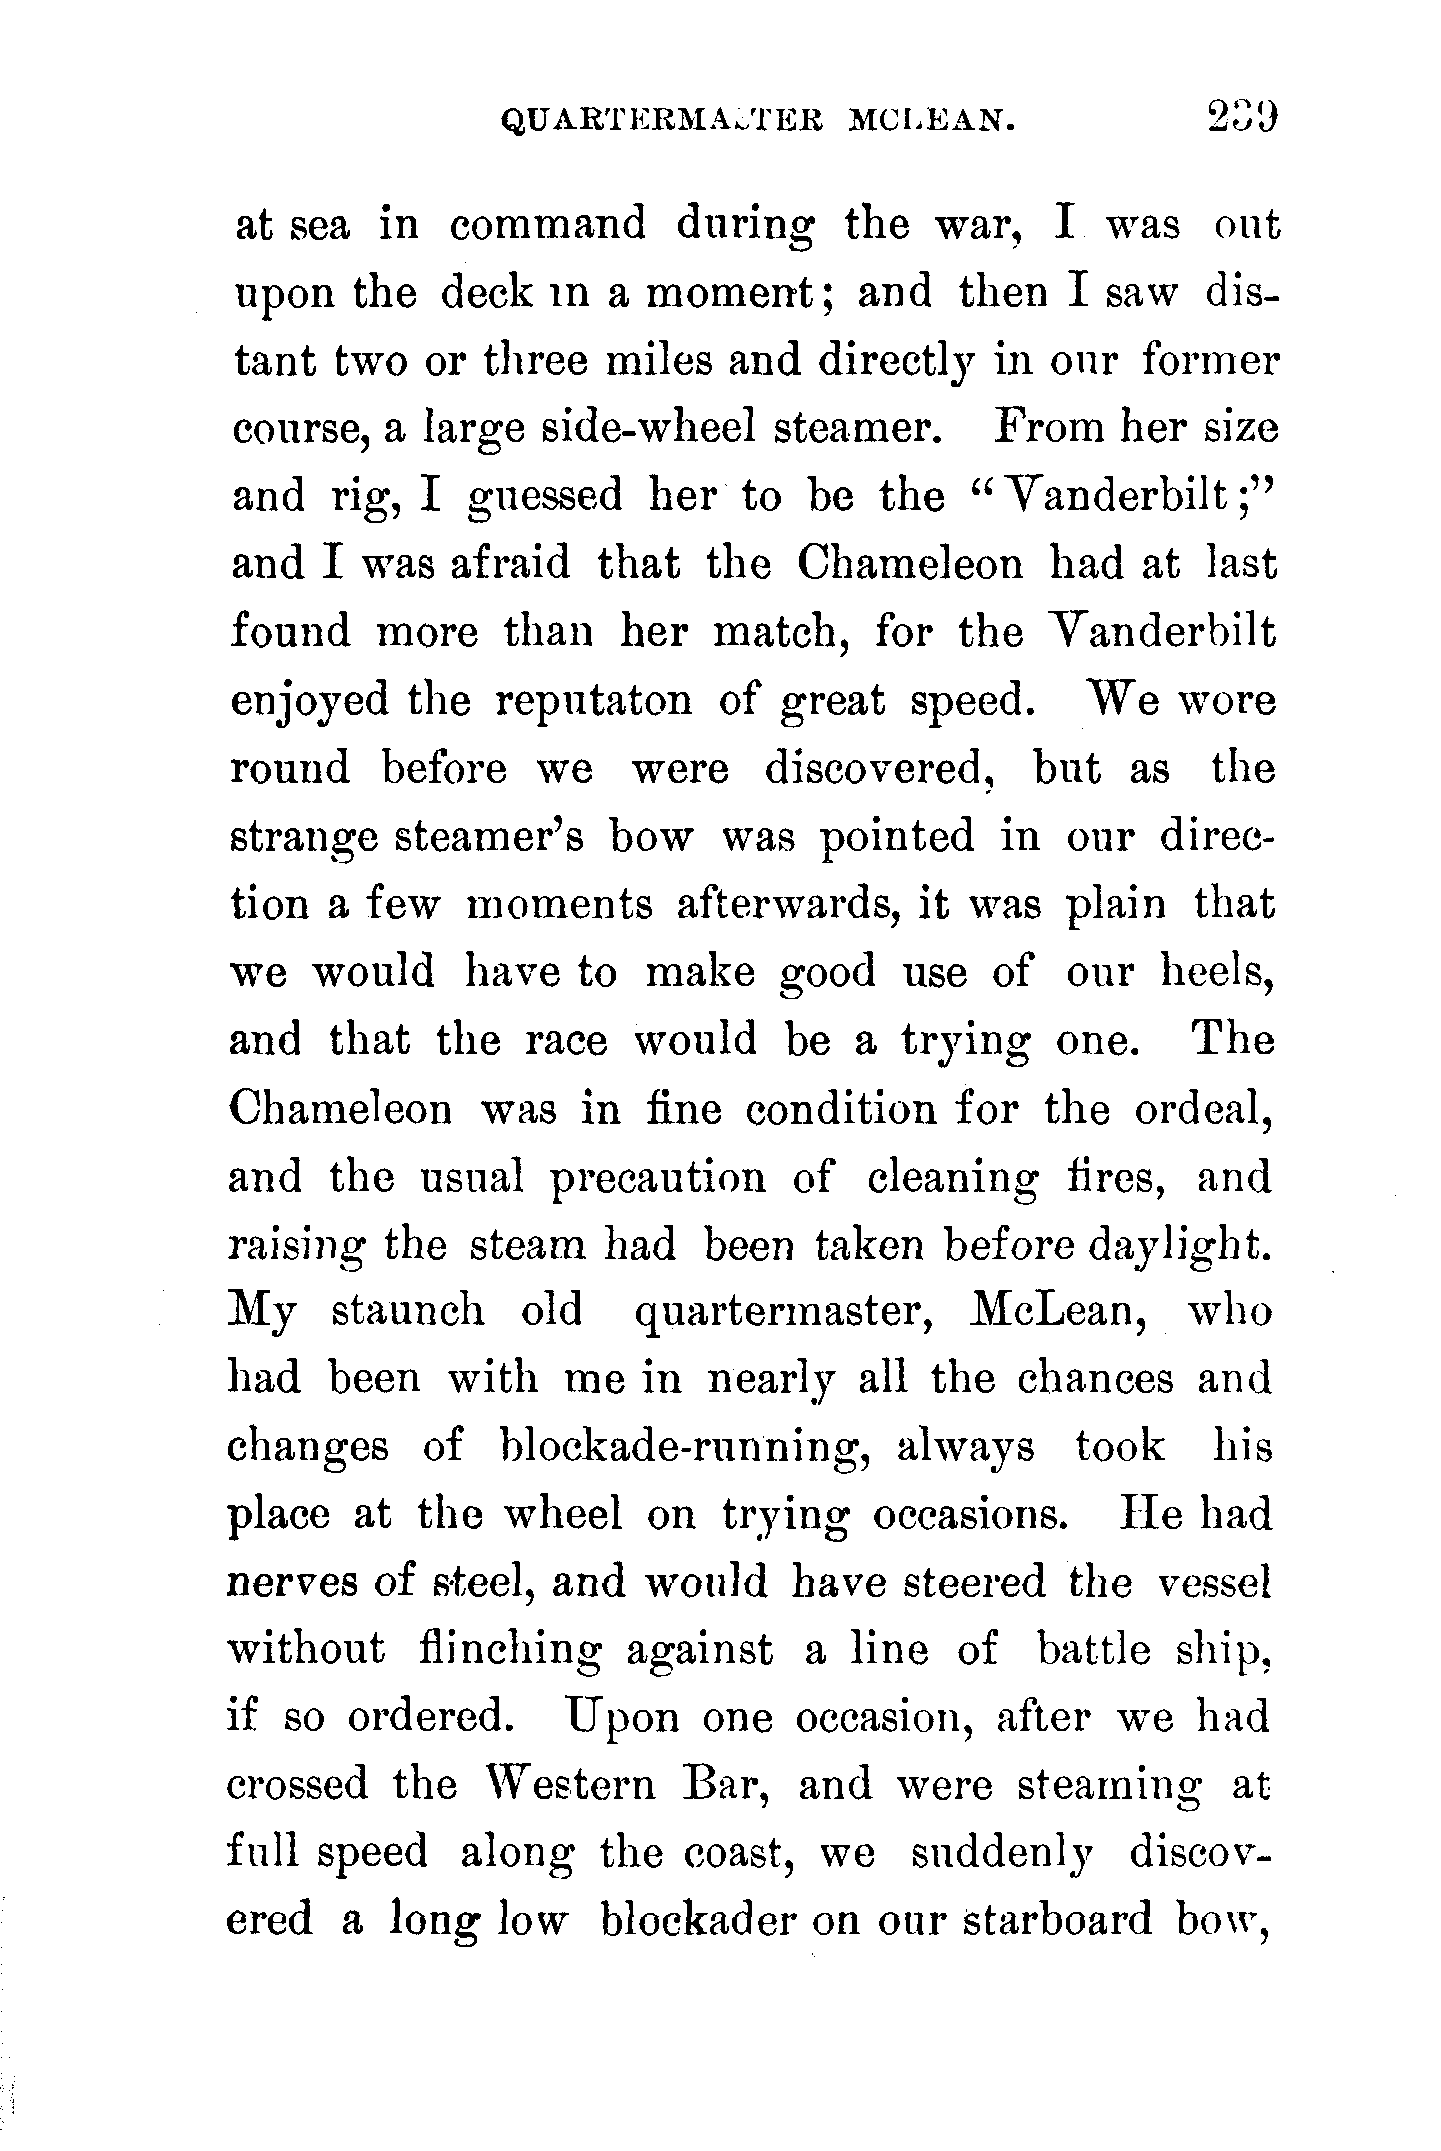 QUARTERMASTER MCLEAN. 239
at sea in command during the war, I was out
upon the deck in a moment; and then I saw dis-
tant two or three miles and directly in our former
course, a large side-wheel steamer. From her size
and rig, I guessed her to be the "Vanderbilt;"
and I was afraid that the Chameleon had at last
found more than her match, for the Vanderbilt
enjoyed the reputaton of great speed. We wore
round before we were discovered, but as the
strange steamer's bow was pointed in our direc-
tion a few moments afterwards, it was plain that
we would have to make good use of our heels,
and that the race would be a trying one. The
Chameleon was in fine condition for the ordeal,
and the usual precaution of cleaning fires, and
raising the steam had been taken before daylight.
My staunch old quartermaster, McLean, who
had been with me in nearly all the chances and
changes of blockade-running, always took his
place at the wheel on trying occasions. He had
nerves of steel, and would have steered the vessel
without flinching against a line of battle ship,
if so ordered. Upon one occasion, after we had
crossed the Western Bar, and were steaming at
full speed along the coast, we suddenly discov-
ered a long low blockader on our starboard bow,